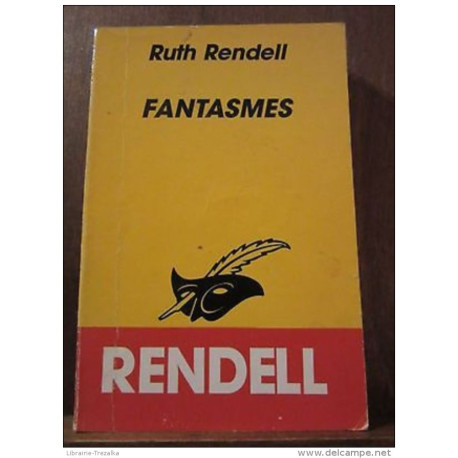 Ruth Rendell
FANTASMES
RENDELL
Librairie-Trezalka
www.delcampe.net